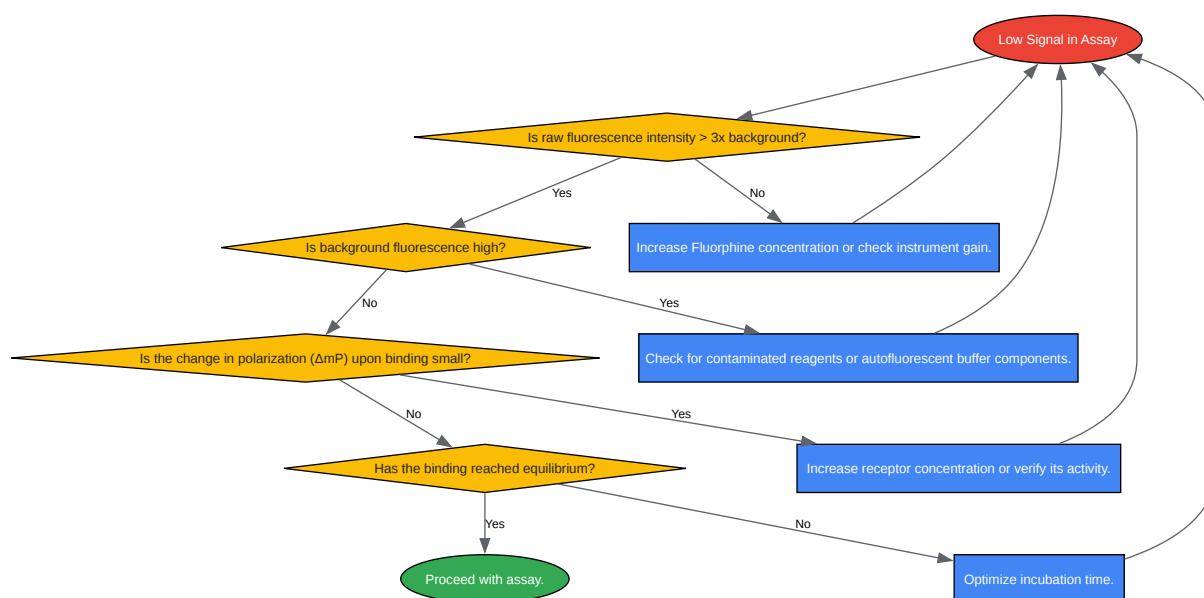 Low Signal in Assay
Is raw fluorescence intensity > 3x background?
Yes
No
Is background fluorescence high?
Increase Fluorphine concentration or check instrument gain.
No
Yes
Is the change in polarization (ΔmP) upon binding small?
Check for contaminated reagents or autofluorescent buffer components.
No
Yes
Has the binding reached equilibrium?
Increase receptor concentration or verify its activity.
Yes
No
Proceed with assay.
Optimize incubation time.